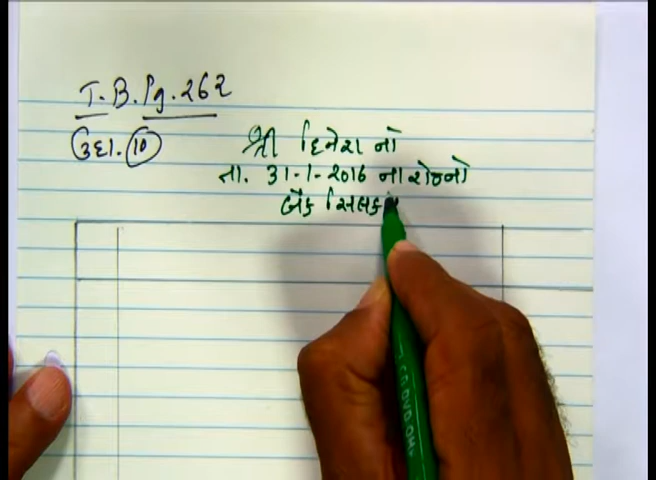 T.B. Pg. 262
ઉદા. 10
શ્રી દિનેશ નો
તા. 31-1-2016 ના રોજનો
બેંક સિલક